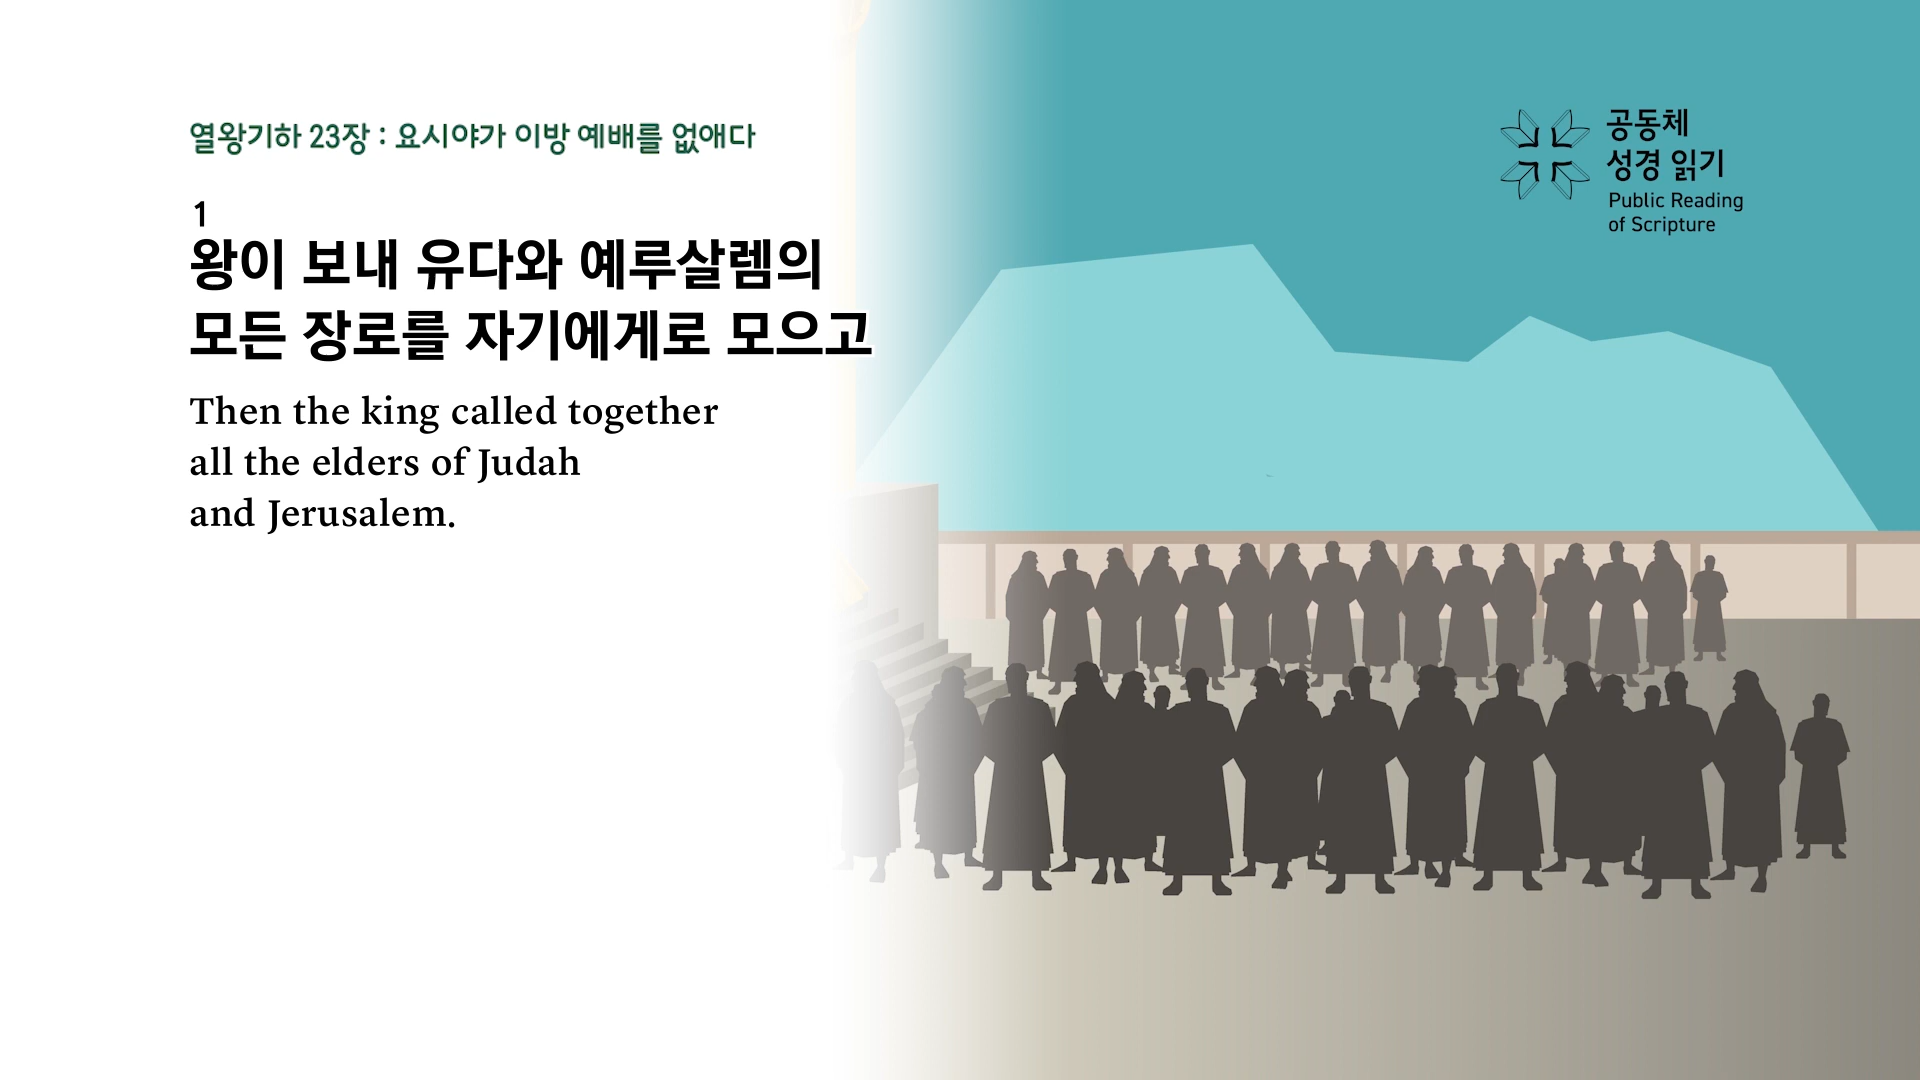 열왕기하 23장 : 요시야가 이방 예배를 없애다
1
왕이 보내 유다와 예루살렘의
모든 장로를 자기에게로 모으고
Then the king called together
all the elders of Judah
and Jerusalem.
공동체
성경 읽기
Public Reading
of Scripture